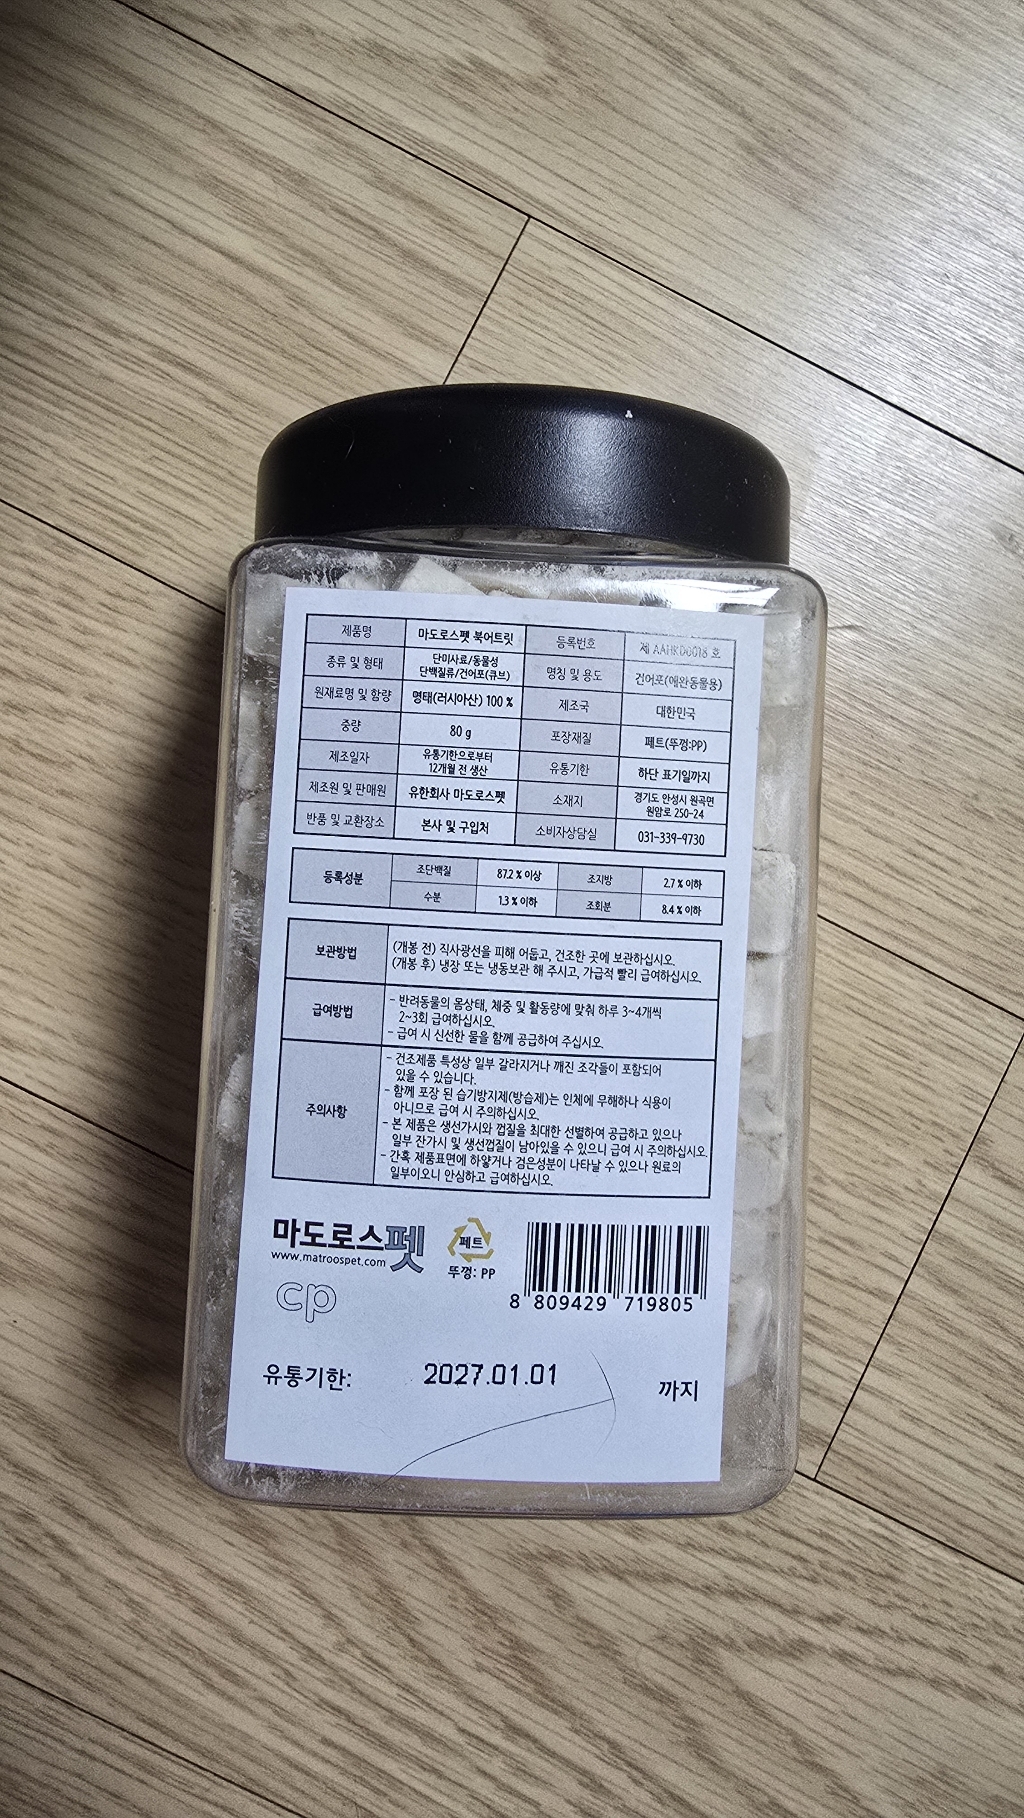 제품명 마도로스펫 북어트릿 등록번호 제 AAHKD0018 호
종류 및 형태 단미사료/동물성 단백질류/건어포(큐브) 명칭 및 용도 건어포(애완동물용)
원재료명 및 함량 명태(러시아산) 100 % 제조국 대한민국
중량 80 g 포장재질 페트(뚜껑:PP)
제조일자 유통기한으로부터 12개월 전 생산 유통기한 하단 표기일까지
제조원 및 판매원 유한회사 마도로스펫 소재지 경기도 안성시 원곡면 원암로 250-24
반품 및 교환장소 본사 및 구입처 소비자상담실 031-339-9730
등록성분 조단백질 87.2 % 이상 조지방 2.7 % 이하
수분 1.3 % 이하 조회분 8.4 % 이하
보관방법
(개봉 전) 직사광선을 피해 어둡고, 건조한 곳에 보관하십시오.
(개봉 후) 냉장 또는 냉동보관 해 주시고, 가급적 빨리 급여하십시오.
급여방법
- 반려동물의 몸상태, 체중 및 활동량에 맞춰 하루 3~4개씩
2~3회 급여하십시오.
- 급여 시 신선한 물을 함께 공급하여 주십시오.
주의사항
- 건조제품 특성상 일부 갈라지거나 깨진 조각들이 포함되어
있을 수 있습니다.
- 함께 포장 된 습기방지제(방습제)는 인체에 무해하나 식용이
아니므로 급여 시 주의하십시오.
- 본 제품은 생선가시와 껍질을 최대한 선별하여 공급하고 있으나
일부 잔가시 및 생선껍질이 남아있을 수 있으니 급여 시 주의하십시오.
- 간혹 제품표면에 하얗거나 검은성분이 나타날 수 있으나 원료의
일부이오니 안심하고 급여하십시오.
마도로스펫
www.matroospet.com
cp
페트
뚜껑: PP
8 809429 719805
유통기한: 2027.01.01 까지